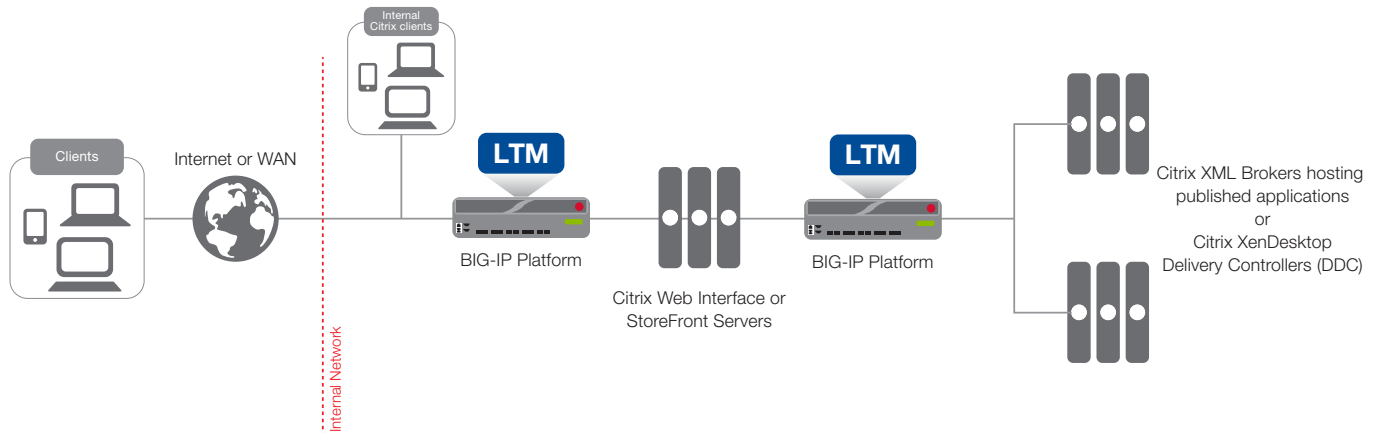 Internal
Citrix clients
Clients
Internet or WAN
LTM
BIG-IP Platform
Citrix Web Interface or
StoreFront Servers
LTM
BIG-IP Platform
Citrix XML Brokers hosting
published applications
or
Citrix XenDesktop
Delivery Controllers (DDC)
Internal Network